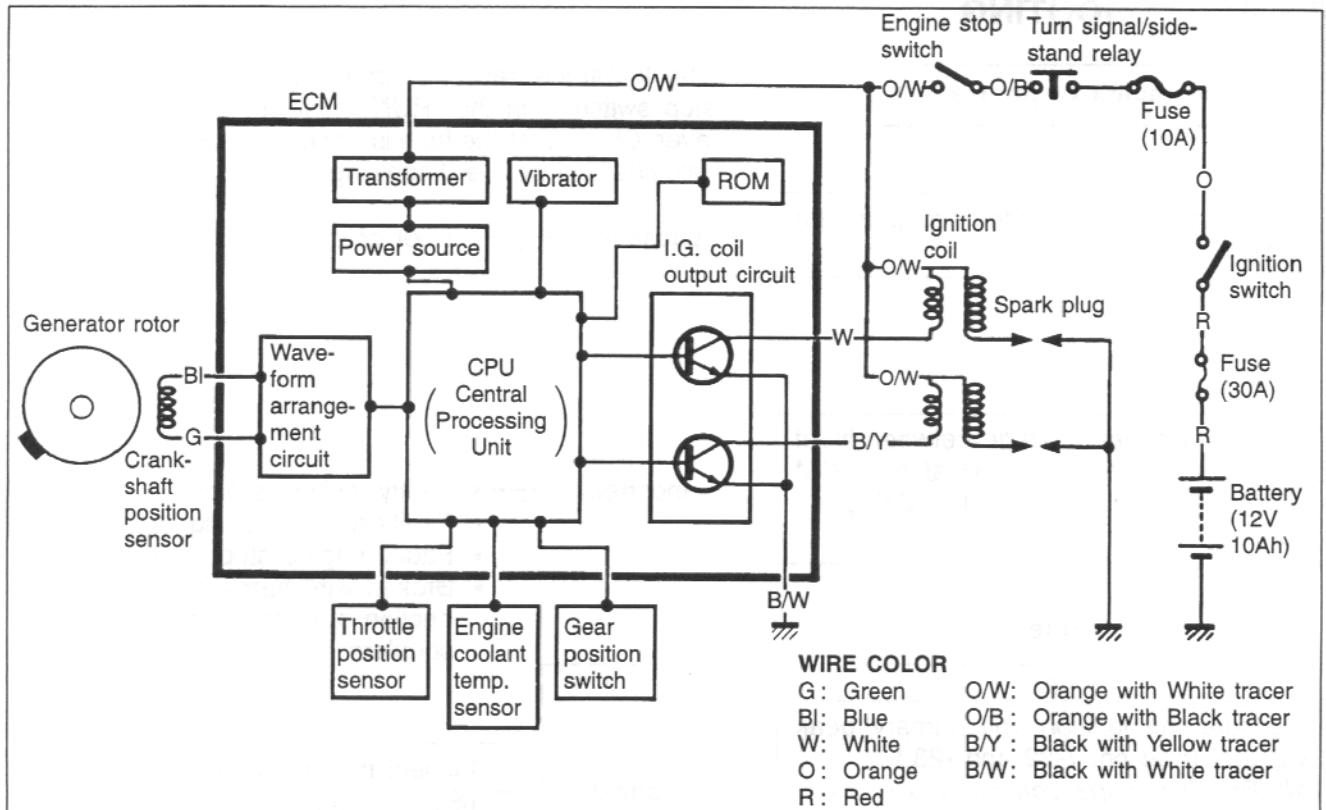 Engine stop
switch
Turn signal/side-
stand relay
O/W
O/W
O/B
Fuse
(10A)
ECM
Transformer
Vibrator
ROM
O
Power source
I.G. coil
output circuit
Ignition
coil
O/W
Ignition
switch
Generator rotor
Spark plug
W
R
Bl
Wave-
form
arrange-
ment
circuit
CPU
Central
Processing
Unit
Fuse
(30A)
O/W
G
B/Y
R
Crank-
shaft
position
sensor
Battery
(12V
10Ah)
B/W
Throttle
position
sensor
Engine
coolant
temp.
sensor
Gear
position
switch
WIRE COLOR
G : Green
Bl: Blue
W: White
O : Orange
R : Red
O/W: Orange with White tracer
O/B : Orange with Black tracer
B/Y : Black with Yellow tracer
B/W: Black with White tracer